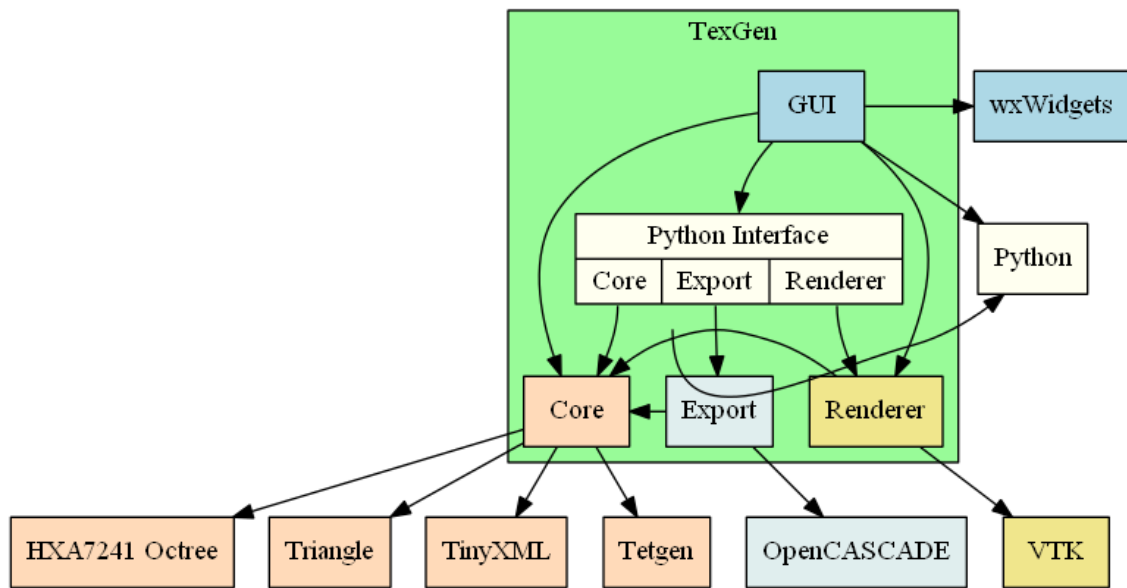 TexGen
GUI
wxWidgets
Python Interface
Core
Export
Renderer
Python
Core
Export
Renderer
HXA7241 Octree
Triangle
TinyXML
Tetgen
OpenCASCADE
VTK